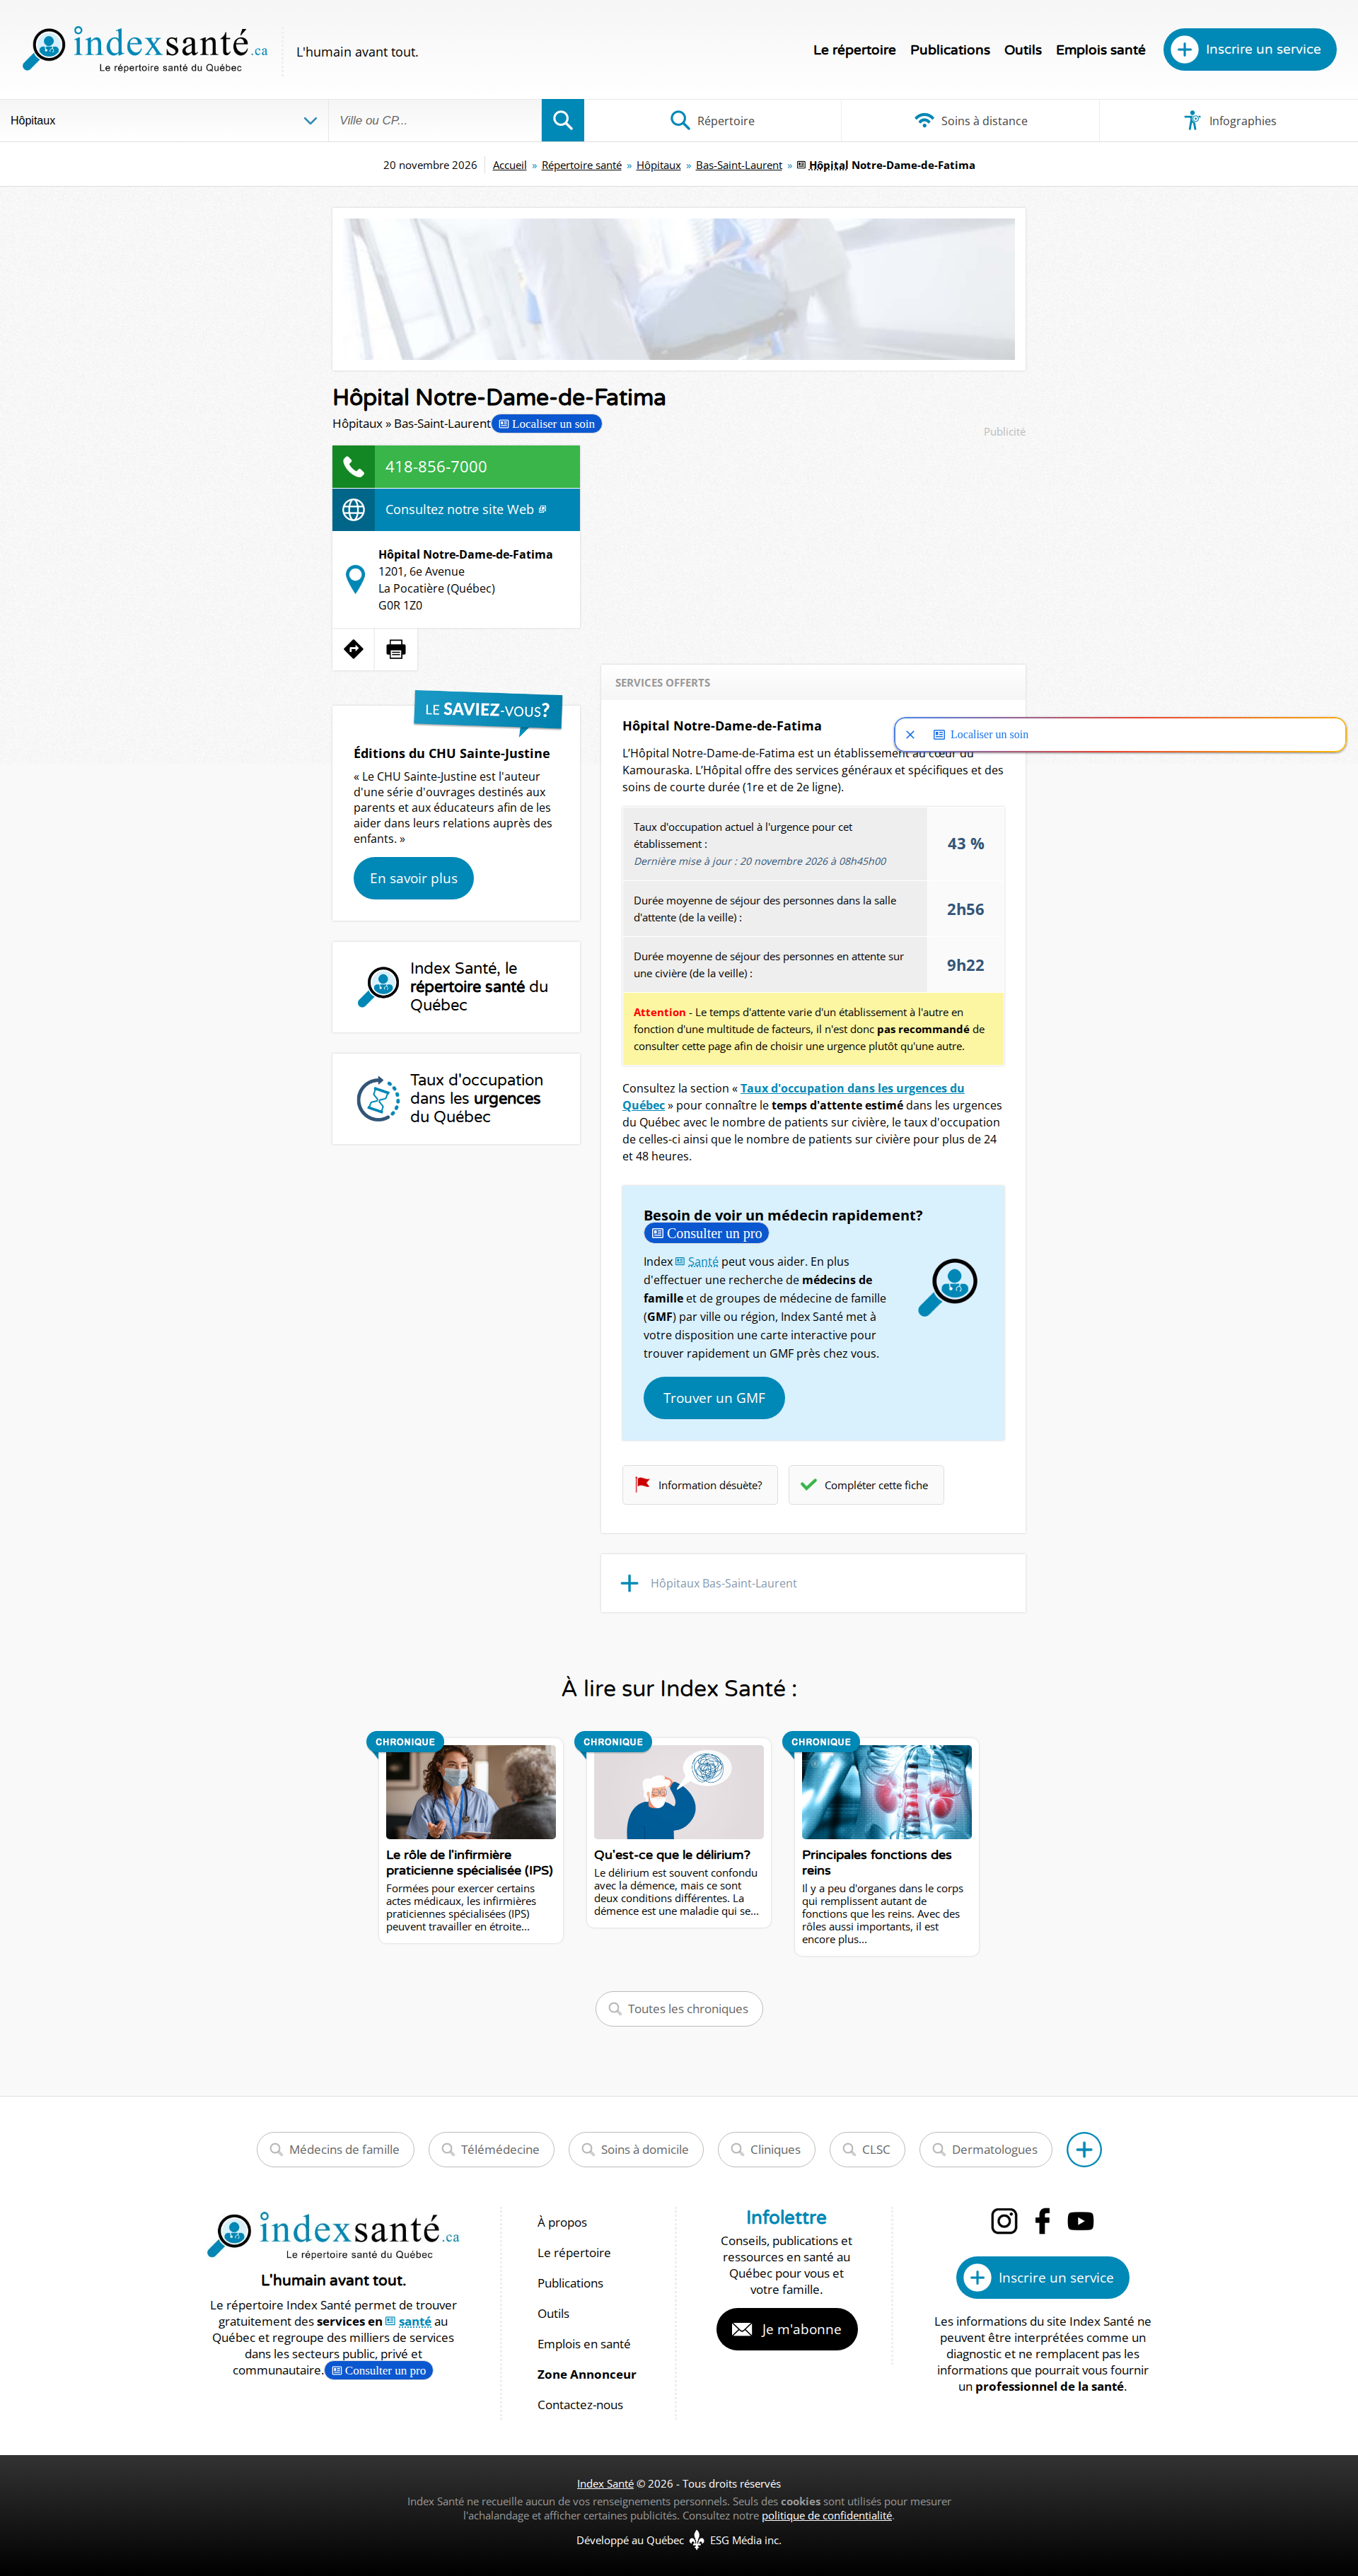 indexsanté.ca
Le répertoire santé du Québec
L'humain avant tout.
Le répertoire
Publications
Outils
Emplois santé
Inscrire un service
Hôpitaux
Ville ou CP...
Répertoire
Soins à distance
Infographies
20 novembre 2026
Accueil » Répertoire santé » Hôpitaux » Bas-Saint-Laurent » Hôpital Notre-Dame-de-Fatima
Hôpital Notre-Dame-de-Fatima
Hôpitaux » Bas-Saint-Laurent Localiser un soin
Publicité
418-856-7000
Consultez notre site Web
Hôpital Notre-Dame-de-Fatima
1201, 6e Avenue
La Pocatière (Québec)
G0R 1Z0
LE SAVIEZ-VOUS?
Éditions du CHU Sainte-Justine
« Le CHU Sainte-Justine est l'auteur
d'une série d'ouvrages destinés aux
parents et aux éducateurs afin de les
aider dans leurs relations auprès des
enfants. »
En savoir plus
Index Santé, le
répertoire santé du
Québec
Taux d'occupation
dans les urgences
du Québec
SERVICES OFFERTS
Hôpital Notre-Dame-de-Fatima
Localiser un soin
L'Hôpital Notre-Dame-de-Fatima est un établissement au cœur du
Kamouraska. L'Hôpital offre des services généraux et spécifiques et des
soins de courte durée (1re et de 2e ligne).
Taux d'occupation actuel à l'urgence pour cet
établissement :
Dernière mise à jour : 20 novembre 2026 à 08h45h00
43 %
Durée moyenne de séjour des personnes dans la salle
d'attente (de la veille) :
2h56
Durée moyenne de séjour des personnes en attente sur
une civière (de la veille) :
9h22
Attention - Le temps d'attente varie d'un établissement à l'autre en
fonction d'une multitude de facteurs, il n'est donc pas recommandé de
consulter cette page afin de choisir une urgence plutôt qu'une autre.
Consultez la section « Taux d'occupation dans les urgences du
Québec » pour connaître le temps d'attente estimé dans les urgences
du Québec avec le nombre de patients sur civière, le taux d'occupation
de celles-ci ainsi que le nombre de patients sur civière pour plus de 24
et 48 heures.
Besoin de voir un médecin rapidement?
Consulter un pro
Index Santé peut vous aider. En plus
d'effectuer une recherche de médecins de
famille et de groupes de médecine de famille
(GMF) par ville ou région, Index Santé met à
votre disposition une carte interactive pour
trouver rapidement un GMF près chez vous.
Trouver un GMF
Information désuète?
Compléter cette fiche
Hôpitaux Bas-Saint-Laurent
À lire sur Index Santé :
CHRONIQUE
Le rôle de l'infirmière
praticienne spécialisée (IPS)
Formées pour exercer certains
actes médicaux, les infirmières
praticiennes spécialisées (IPS)
peuvent travailler en étroite...
CHRONIQUE
Qu'est-ce que le délirium?
Le délirium est souvent confondu
avec la démence, mais ce sont
deux conditions différentes. La
démence est une maladie qui se...
CHRONIQUE
Principales fonctions des
reins
Il y a peu d'organes dans le corps
qui remplissent autant de
fonctions que les reins. Avec des
rôles aussi importants, il est
encore plus...
Toutes les chroniques
Médecins de famille
Télémédecine
Soins à domicile
Cliniques
CLSC
Dermatologues
indexsanté.ca
Le répertoire santé du Québec
L'humain avant tout.
Le répertoire Index Santé permet de trouver
gratuitement des services en santé au
Québec et regroupe des milliers de services
dans les secteurs public, privé et
communautaire. Consulter un pro
À propos
Le répertoire
Publications
Outils
Emplois en santé
Zone Annonceur
Contactez-nous
Infolettre
Conseils, publications et
ressources en santé au
Québec pour vous et
votre famille.
Je m'abonne
Inscrire un service
Les informations du site Index Santé ne
peuvent être interprétées comme un
diagnostic et ne remplacent pas les
informations que pourrait vous fournir
un professionnel de la santé.
Index Santé © 2026 - Tous droits réservés
Index Santé ne recueille aucun de vos renseignements personnels. Seuls des cookies sont utilisés pour mesurer
l'achalandage et afficher certaines publicités. Consultez notre politique de confidentialité.
Développé au Québec ESG Média inc.